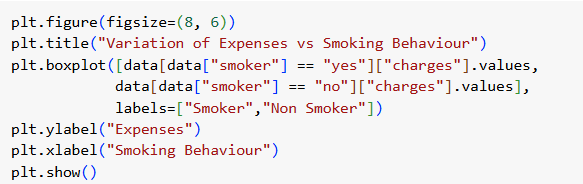 plt.figure(figsize=(8, 6))
plt.title("Variation of Expenses vs Smoking Behaviour")
plt.boxplot([data[data["smoker"] == "yes"]["charges"].values,
            data[data["smoker"] == "no"]["charges"].values],
            labels=["Smoker","Non Smoker"])
plt.ylabel("Expenses")
plt.xlabel("Smoking Behaviour")
plt.show()